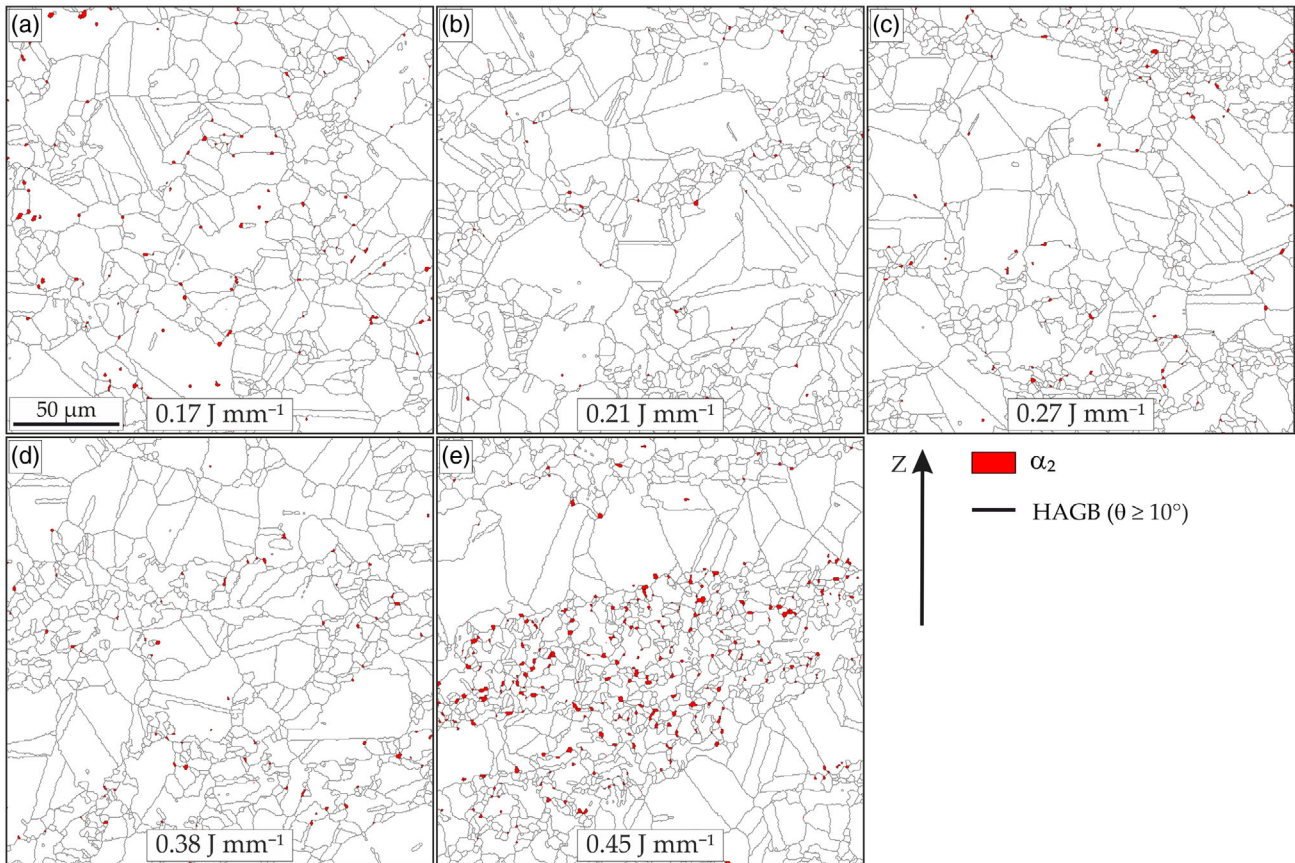 (a)
(b)
(c)
50 µm
0.17 J mm⁻¹
0.21 J mm⁻¹
0.27 J mm⁻¹
(d)
(e)
Z
α₂
HAGB (θ ≥ 10°)
0.38 J mm⁻¹
0.45 J mm⁻¹